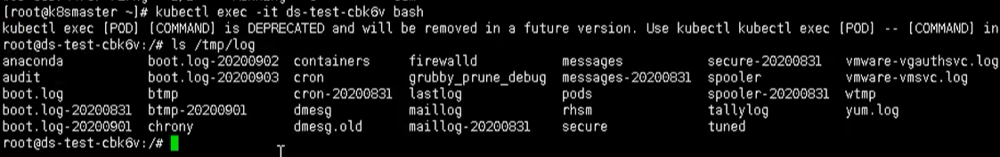 [root@k8smaster ~]# kubectl exec -it ds-test-cbk6v bash
kubectl exec [POD] [COMMAND] is DEPRECATED and will be removed in a future version. Use kubectl kubectl exec [POD] -- [COMMAND] in
root@ds-test-cbk6v:/# ls /tmp/log
anaconda boot.log-20200902 containers firewalld messages secure-20200831 vmware-vgauthsvc.log
audit boot.log-20200903 cron grubby_prune_debug messages-20200831 spooler vmware-vmsvc.log
boot.log btmp cron-20200831 lastlog pods spooler-20200831 wtmp
boot.log-20200831 btmp-20200901 dmesg maillog rhsm tallylog yum.log
boot.log-20200901 chrony dmesg.old maillog-20200831 secure tuned
root@ds-test-cbk6v:/#